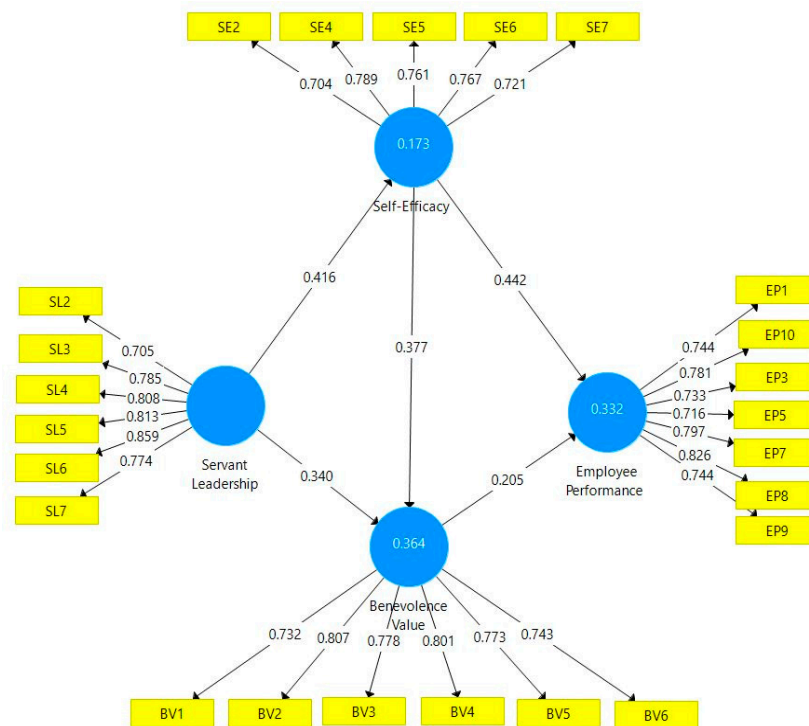 SE2
SE4
SE5
SE6
SE7
0.704
0.789
0.761
0.767
0.721
0.173
Self-Efficacy
0.416
0.442
0.377
SL2
SL3
SL4
SL5
SL6
SL7
0.705
0.785
0.808
0.813
0.859
0.774
Servant
Leadership
0.340
0.205
EP1
EP10
EP3
EP5
EP7
EP8
EP9
0.744
0.781
0.733
0.716
0.797
0.826
0.744
0.332
Employee
Performance
0.364
Benevolence
Value
0.732
0.807
0.778
0.801
0.773
0.743
BV1
BV2
BV3
BV4
BV5
BV6